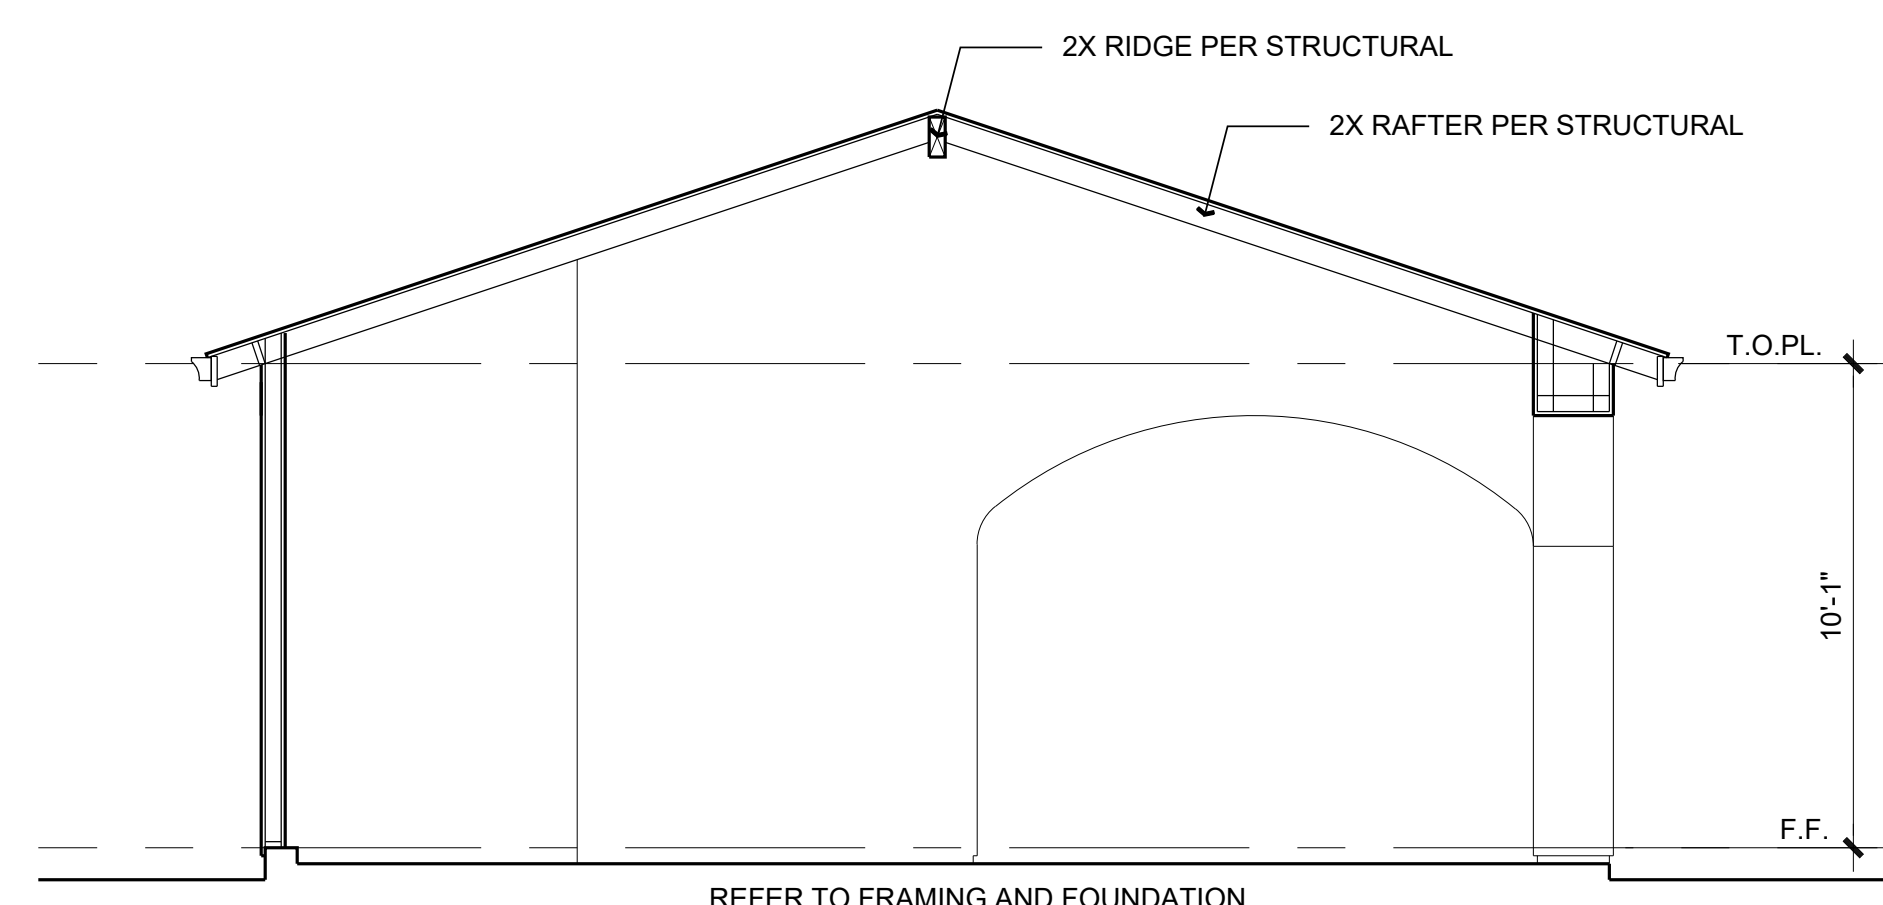 2X RIDGE PER STRUCTURAL
2X RAFTER PER STRUCTURAL
T.O.PL.
10'-1"
F.F.
REFER TO FRAMING AND FOUNDATION